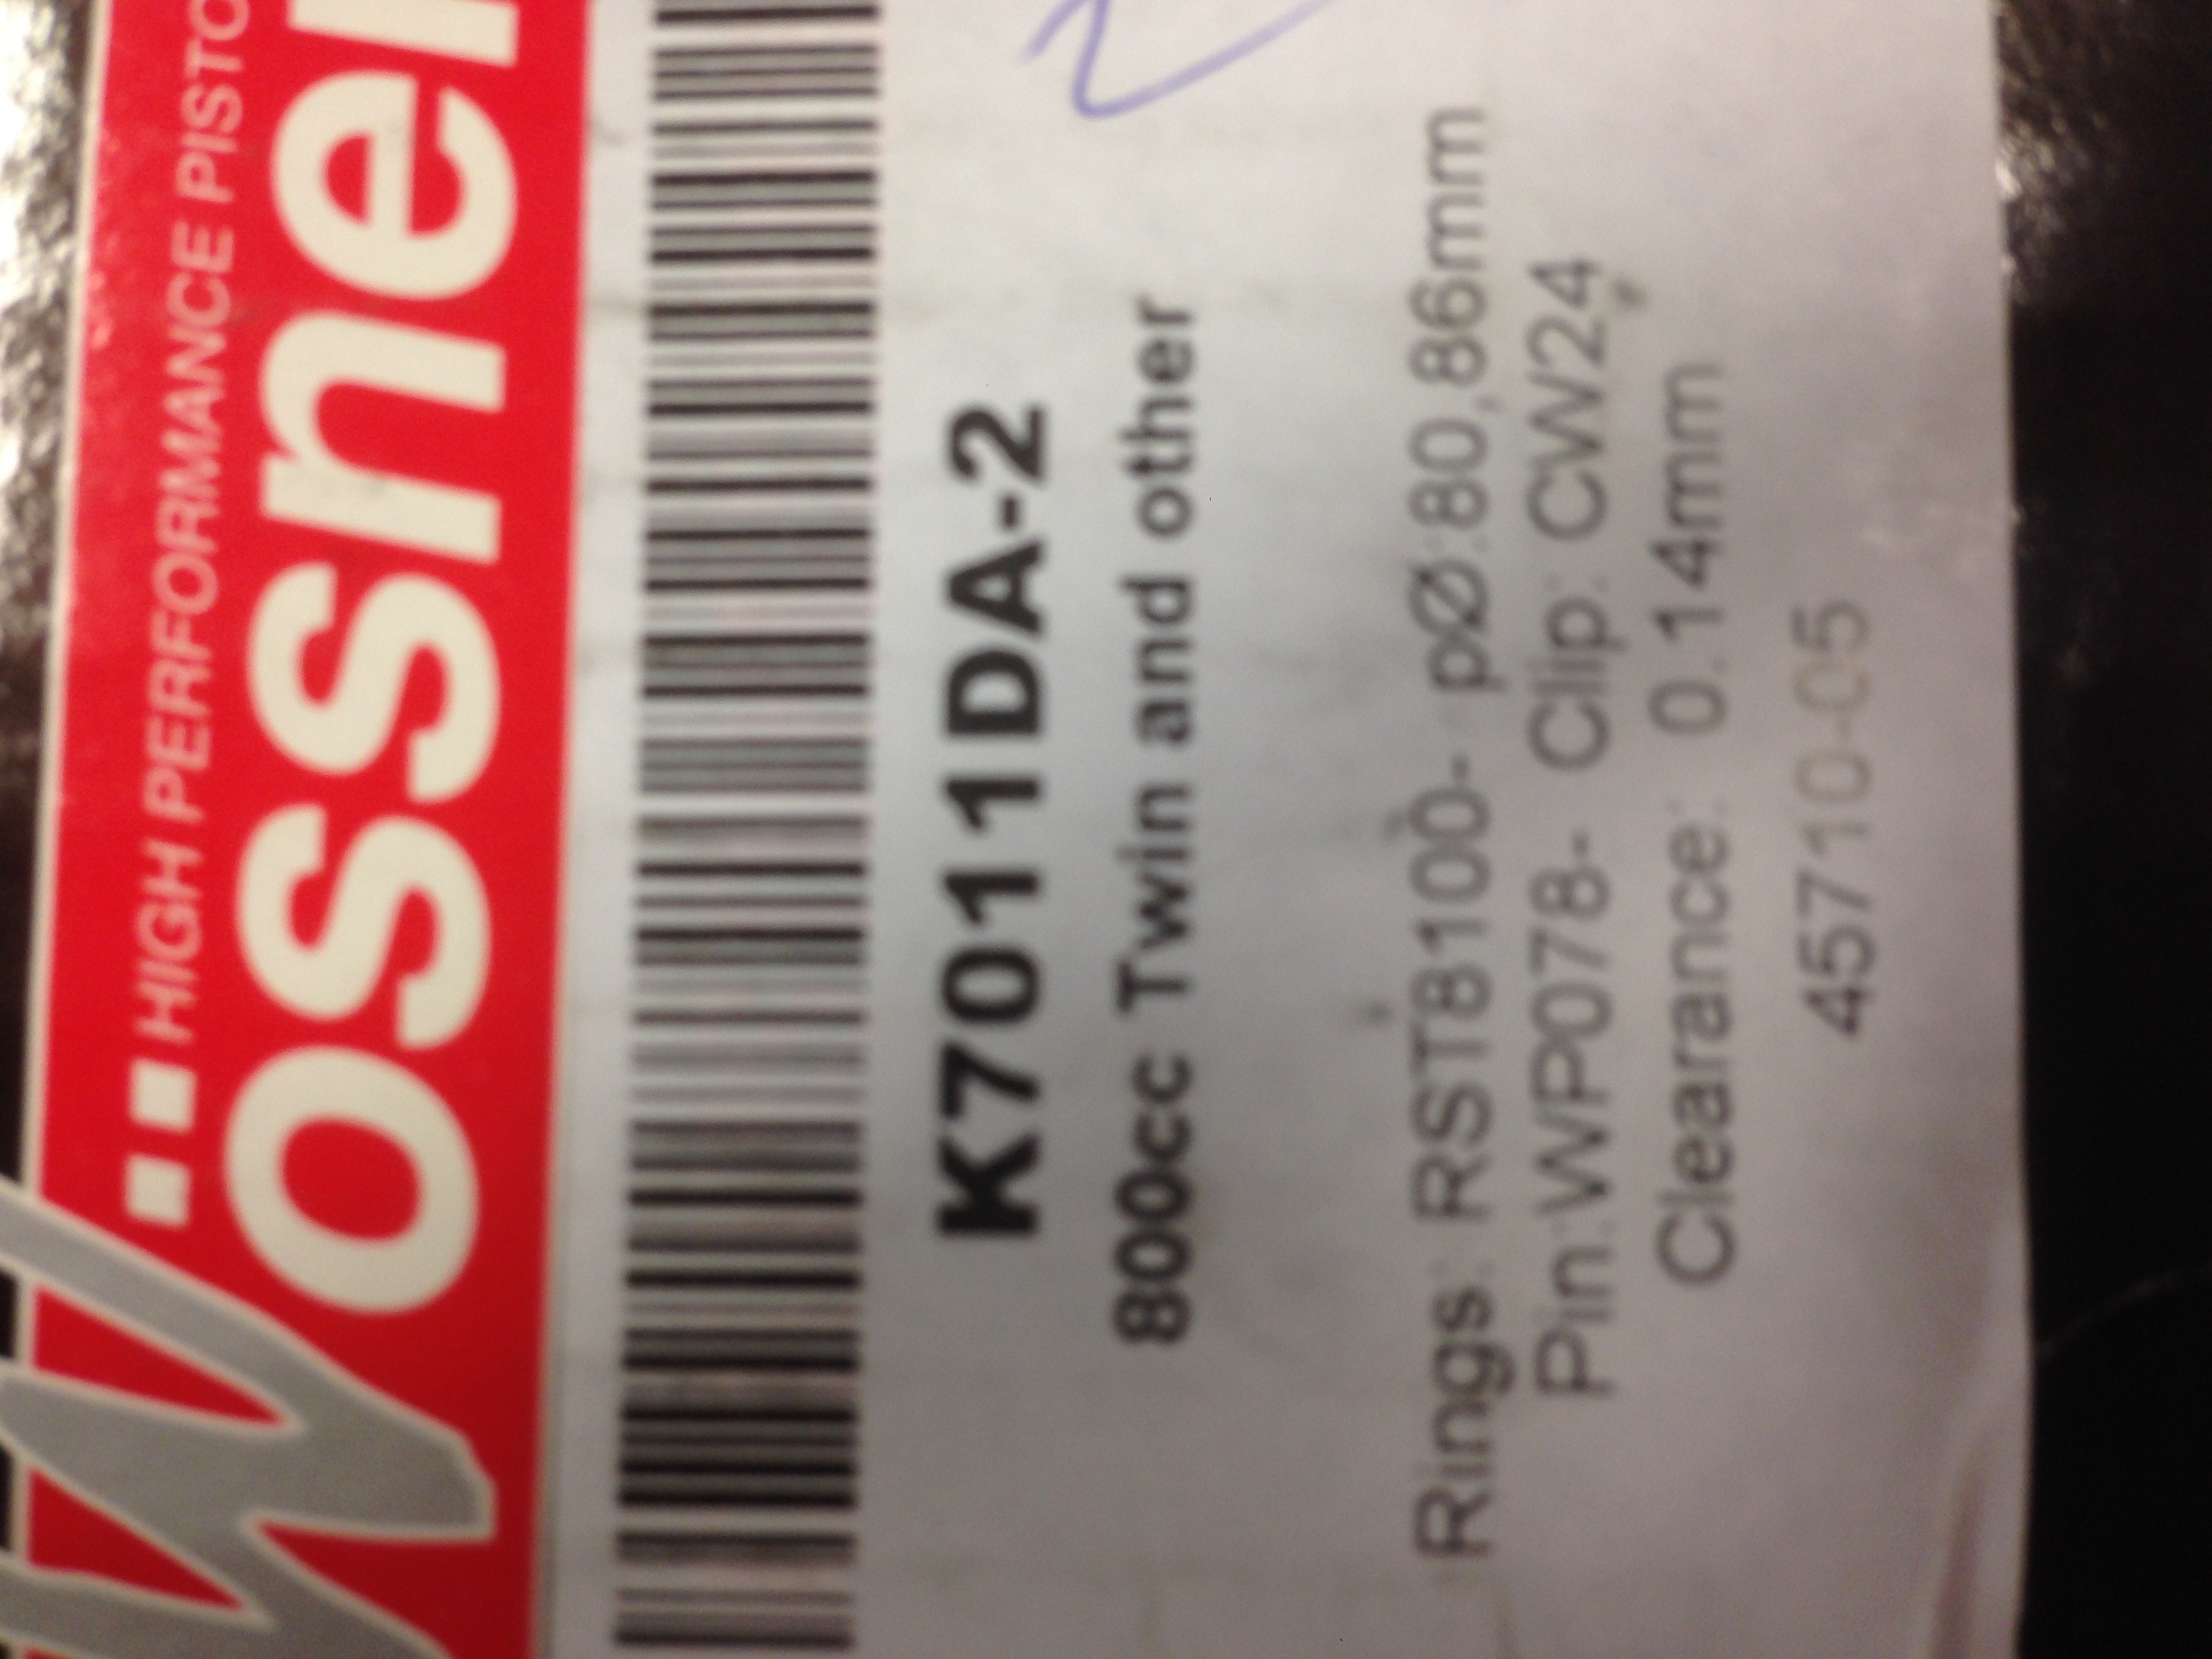 HIGH PERFORMANCE PISTO
Wössner
K7011DA-2
800cc Twin and other
Rings: RST8100- pØ:80,86mm
Pin:WP078- Clip: CW24
Clearance: 0.14mm
45710-05